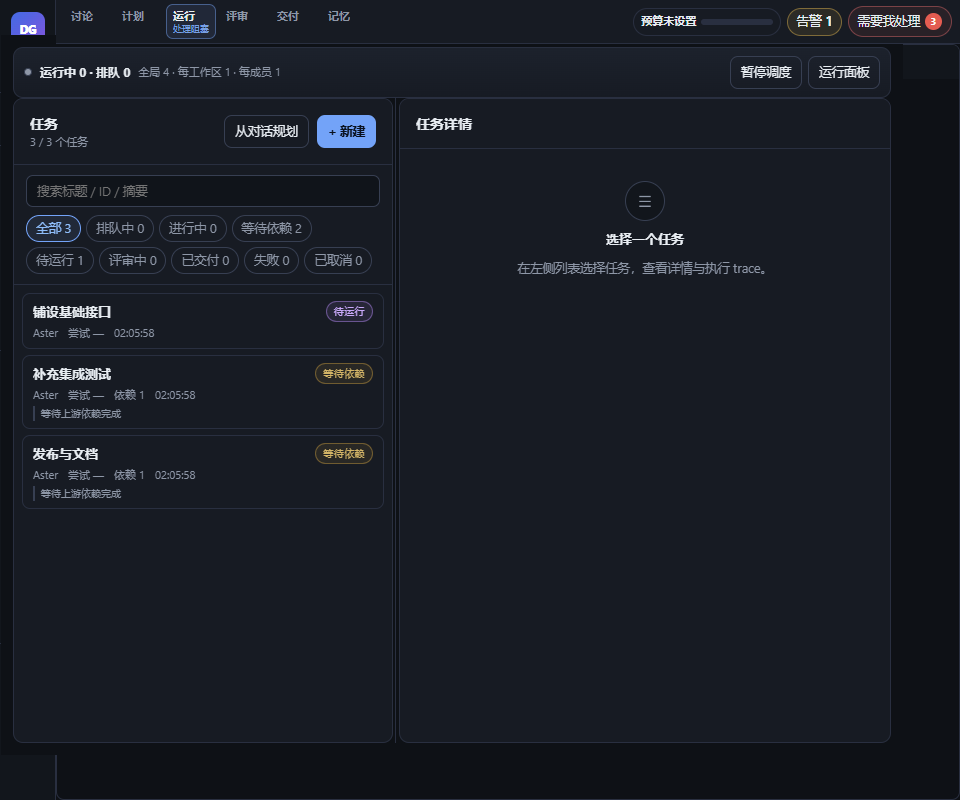 DG
讨论
计划
运行
处理阻塞
评审
交付
记忆
预算未设置
告警 1
需要我处理 3
运行中 0 · 排队 0 全局 4 · 每工作区 1 · 每成员 1
暂停调度
运行面板
任务
3 / 3 个任务
从对话规划
+ 新建
搜索标题 / ID / 摘要
全部 3 排队中 0 进行中 0 等待依赖 2
待运行 1 评审中 0 已交付 0 失败 0 已取消 0
铺设基础接口 待运行
Aster 尝试 — 02:05:58
补充集成测试 等待依赖
Aster 尝试 — 依赖 1 02:05:58
等待上游依赖完成
发布与文档 等待依赖
Aster 尝试 — 依赖 1 02:05:58
等待上游依赖完成
任务详情
☰
选择一个任务
在左侧列表选择任务，查看详情与执行 trace。